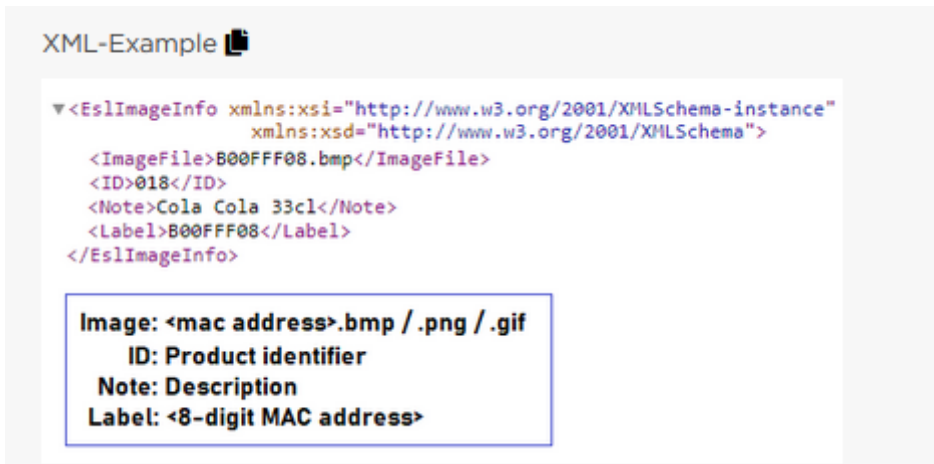 XML-Example
▼<EslImageInfo xmlns:xsi="http://www.w3.org/2001/XMLSchema-instance"
xmlns:xsd="http://www.w3.org/2001/XMLSchema">
<ImageFile>B00FFF08.bmp</ImageFile>
<ID>018</ID>
<Note>Cola Cola 33cl</Note>
<Label>B00FFF08</Label>
</EslImageInfo>
Image: <mac address>.bmp / .png / .gif
ID: Product identifier
Note: Description
Label: <8-digit MAC address>